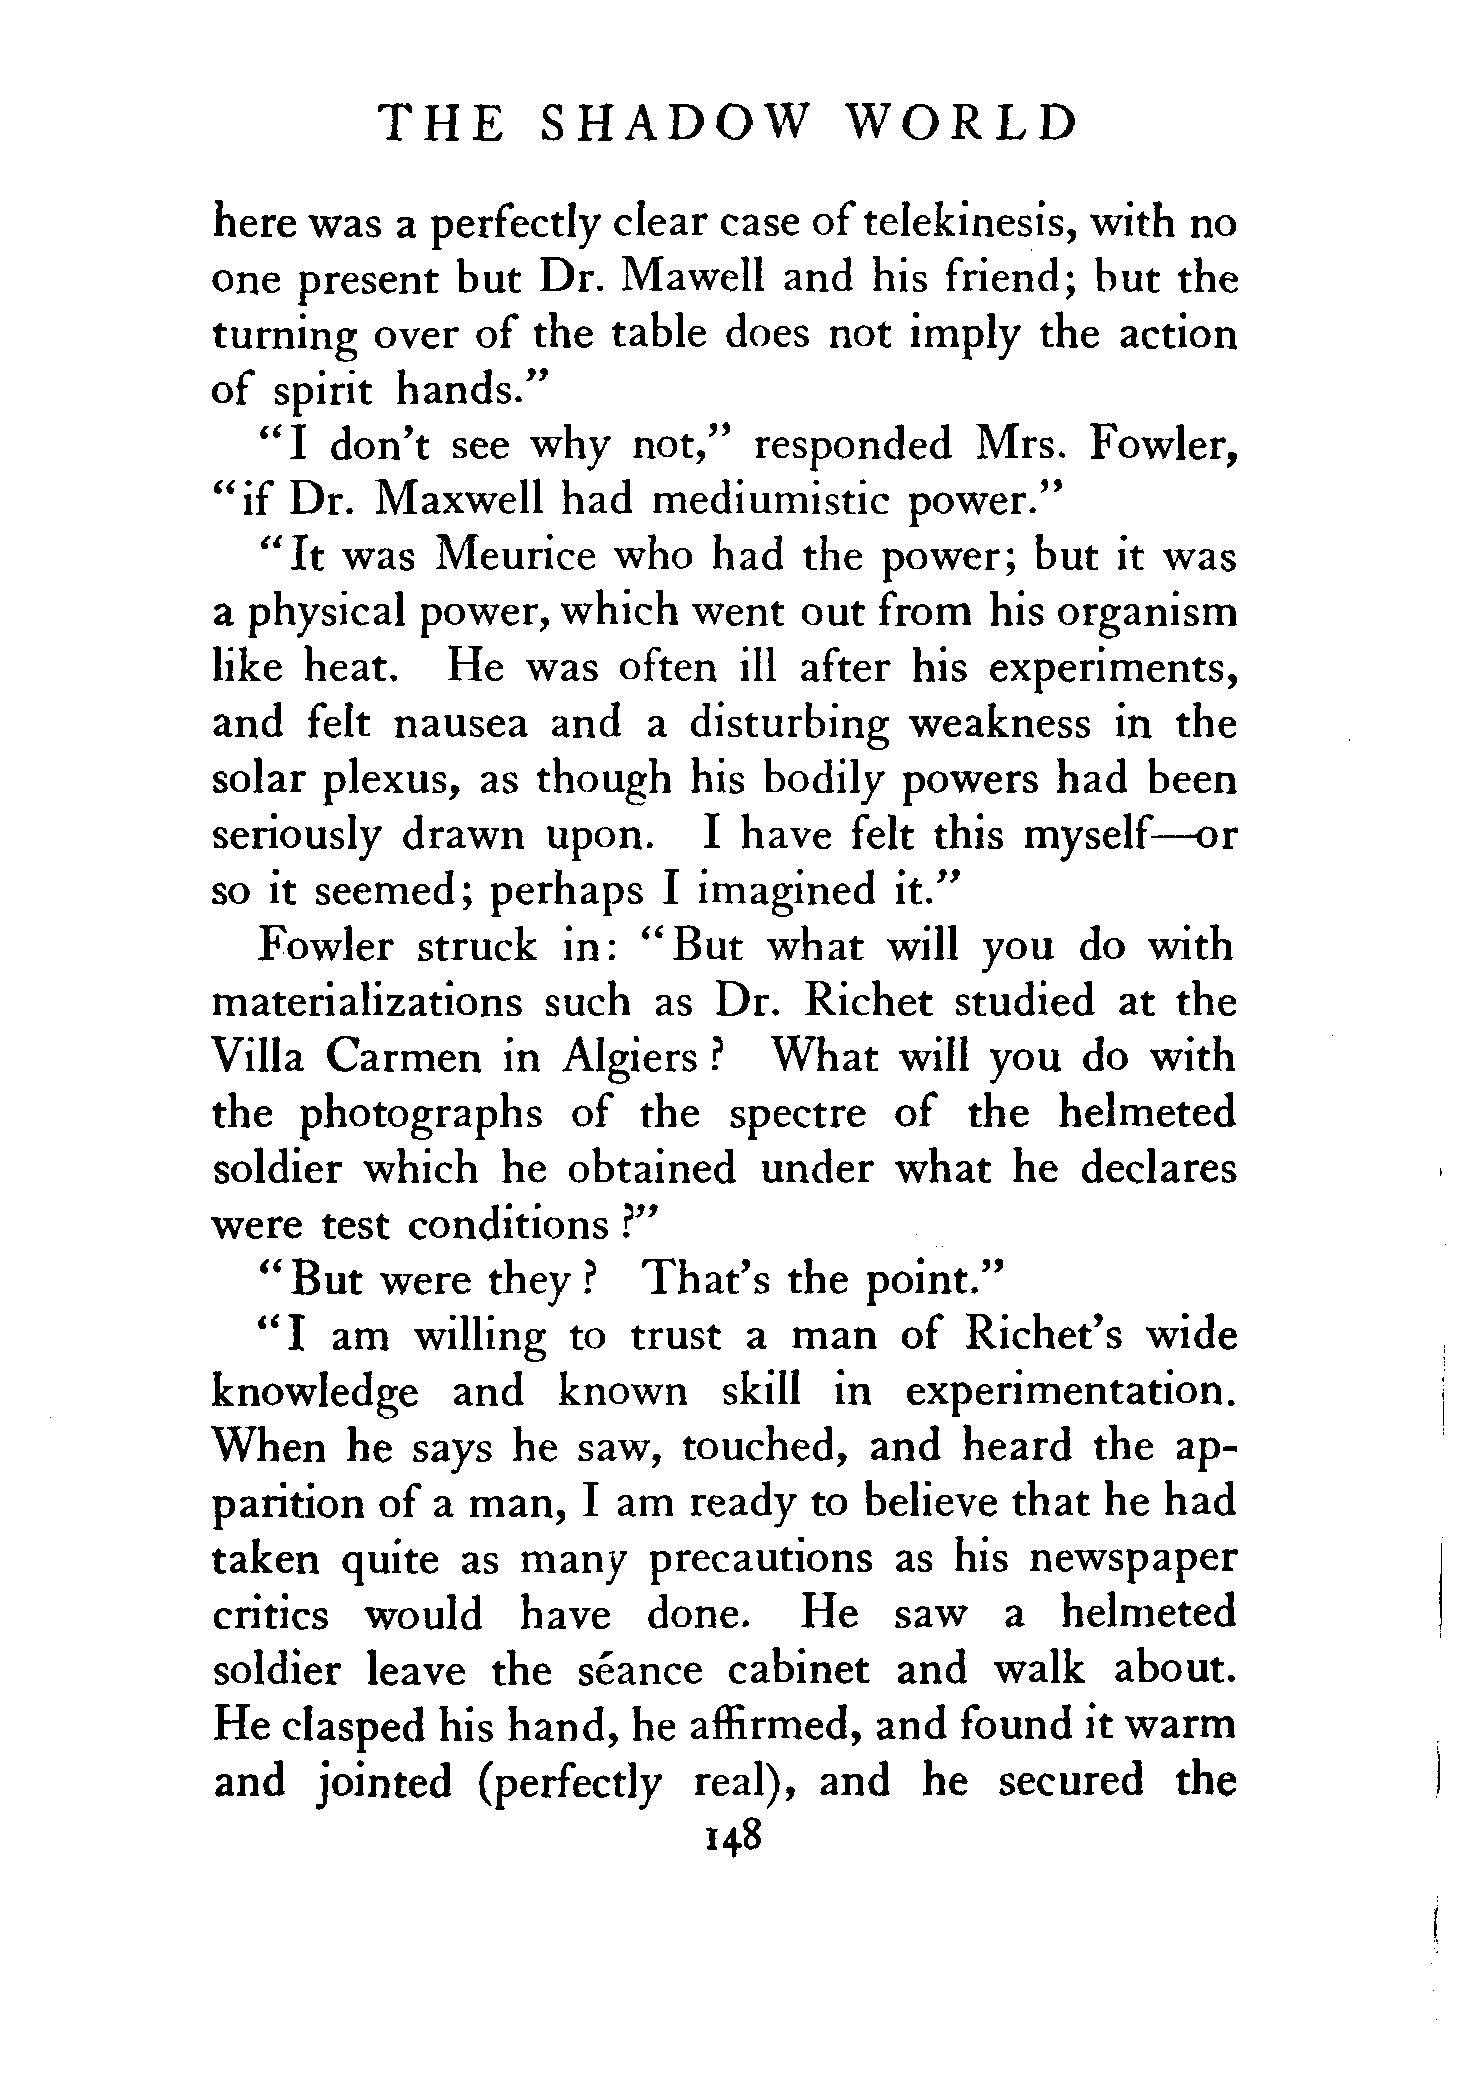 THE SHADOW WORLD
here was a perfectly clear case of telekinesis, with no
one present but Dr. Mawell and his friend; but the
turning over of the table does not imply the action
of spirit hands."
"I don't see why not," responded Mrs. Fowler,
"if Dr. Maxwell had mediumistic power."
"It was Meurice who had the power; but it was
a physical power, which went out from his organism
like heat. He was often ill after his experiments,
and felt nausea and a disturbing weakness in the
solar plexus, as though his bodily powers had been
seriously drawn upon. I have felt this myself—or
so it seemed; perhaps I imagined it."
Fowler struck in: "But what will you do with
materializations such as Dr. Richet studied at the
Villa Carmen in Algiers? What will you do with
the photographs of the spectre of the helmeted
soldier which he obtained under what he declares
were test conditions?"
"But were they? That's the point."
"I am willing to trust a man of Richet's wide
knowledge and known skill in experimentation.
When he says he saw, touched, and heard the ap-
parition of a man, I am ready to believe that he had
taken quite as many precautions as his newspaper
critics would have done. He saw a helmeted
soldier leave the séance cabinet and walk about.
He clasped his hand, he affirmed, and found it warm
and jointed (perfectly real), and he secured the
148